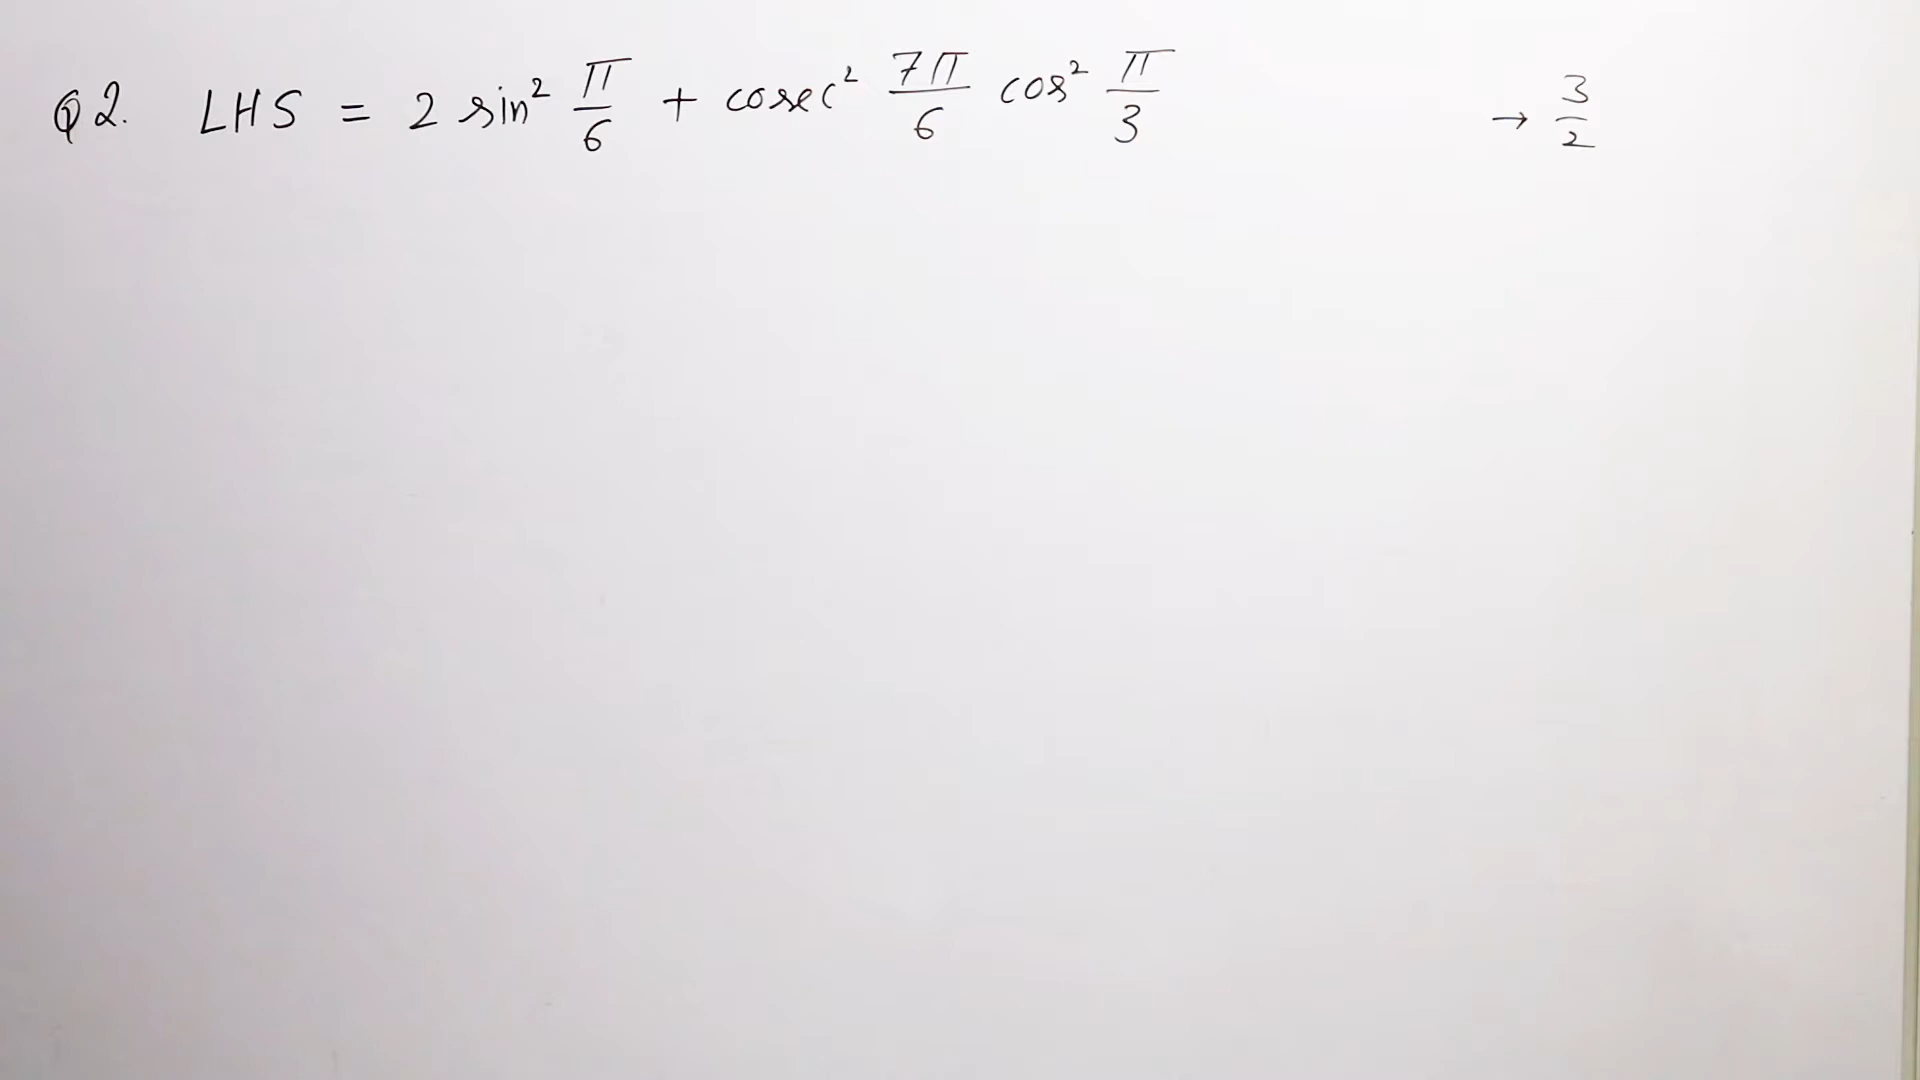 Q2. LHS = 2 sin² π/6 + cosec² 7π/6 cos² π/3 → 3/2